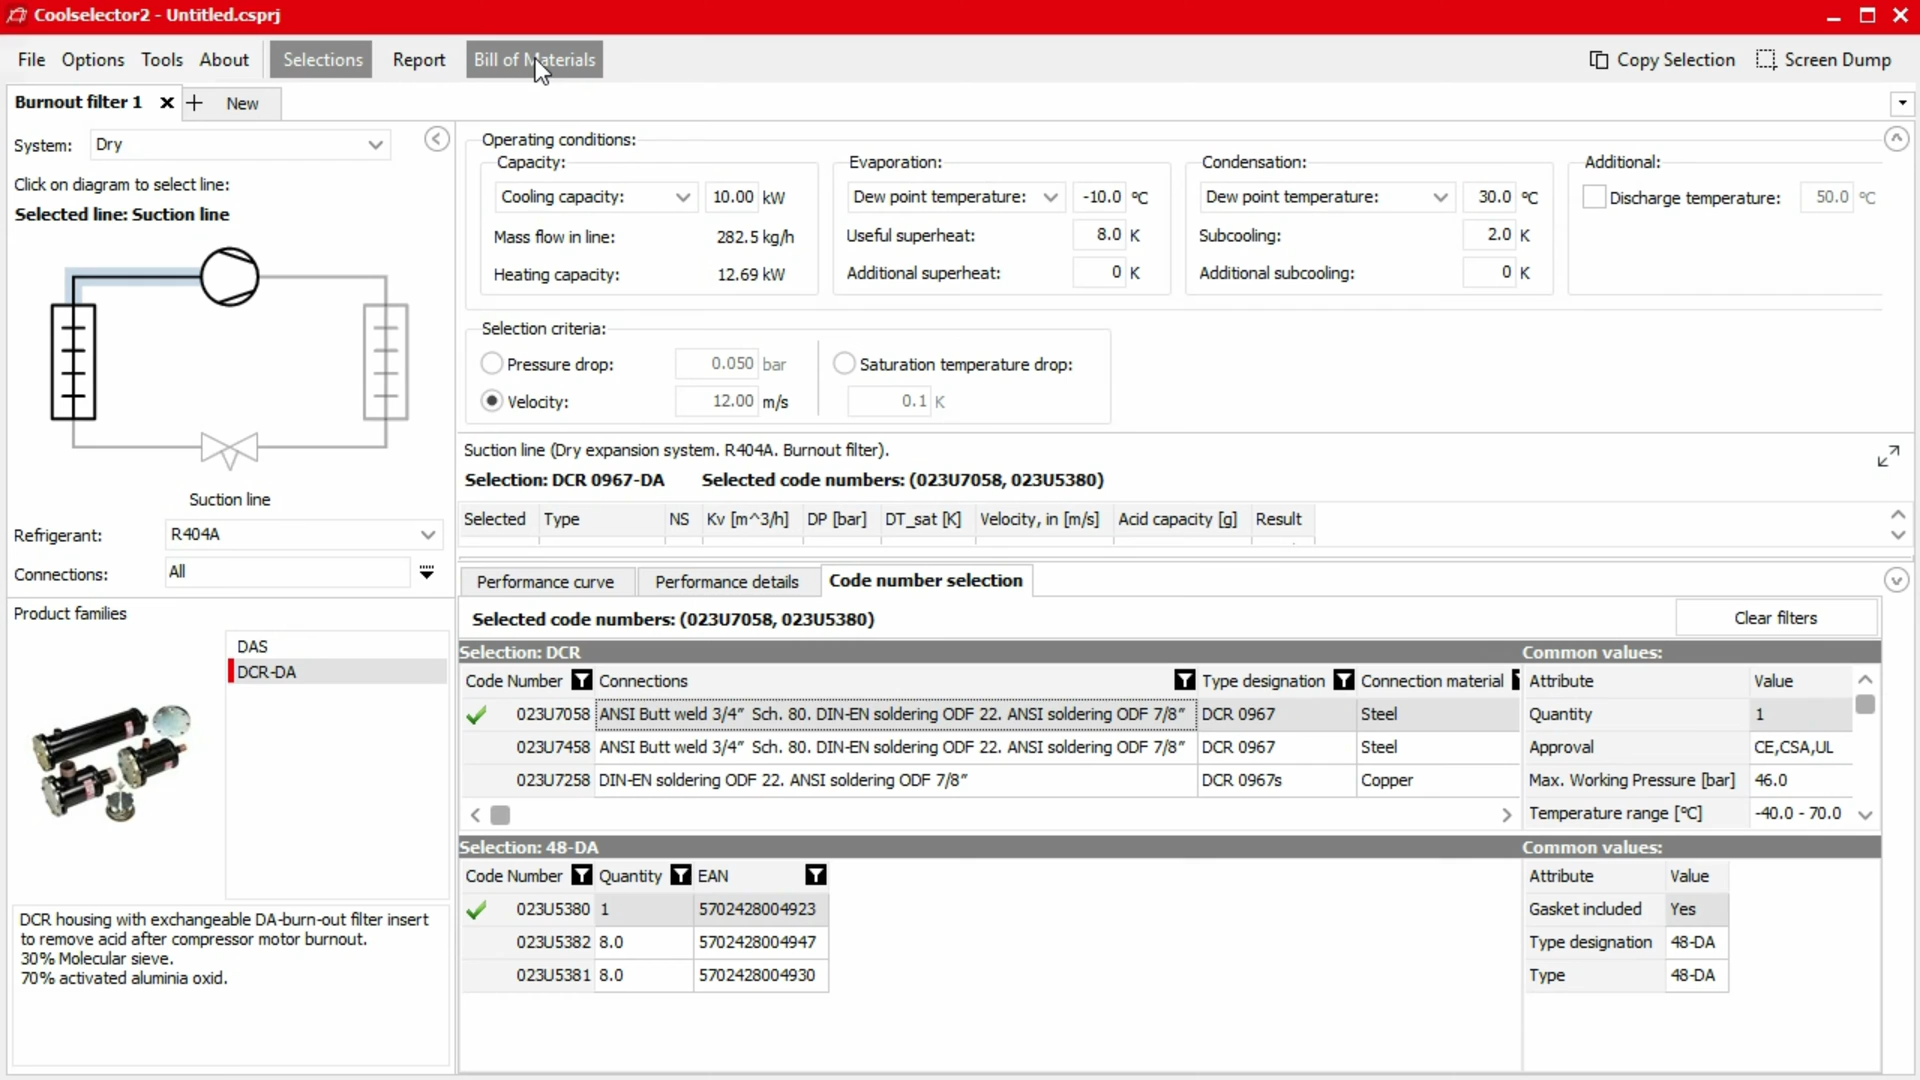 Coolselector2 - Untitled.csprj
File Options Tools About Selections Report Bill of Materials Copy Selection Screen Dump
Burnout filter 1 New
System: Dry
Click on diagram to select line:
Selected line: Suction line
Suction line
Refrigerant: R404A
Connections: All
Product families
DAS
DCR-DA
DCR housing with exchangeable DA-burn-out filter insert
to remove acid after compressor motor burnout.
30% Molecular sieve.
70% activated aluminia oxid.
Operating conditions:
Capacity: Evaporation: Condensation: Additional:
Cooling capacity: 10.00 kW Dew point temperature: -10.0 °C Dew point temperature: 30.0 °C Discharge temperature: 50.0 °C
Mass flow in line: 282.5 kg/h Useful superheat: 8.0 K Subcooling: 2.0 K
Heating capacity: 12.69 kW Additional superheat: 0 K Additional subcooling: 0 K
Selection criteria:
Pressure drop: 0.050 bar Saturation temperature drop:
Velocity: 12.00 m/s 0.1 K
Suction line (Dry expansion system. R404A. Burnout filter).
Selection: DCR 0967-DA Selected code numbers: (023U7058, 023U5380)
Selected Type NS Kv [m^3/h] DP [bar] DT_sat [K] Velocity, in [m/s] Acid capacity [g] Result
Performance curve Performance details Code number selection
Selected code numbers: (023U7058, 023U5380) Clear filters
Selection: DCR Common values:
Code Number Connections Type designation Connection material Attribute Value
023U7058 ANSI Butt weld 3/4” Sch. 80. DIN-EN soldering ODF 22. ANSI soldering ODF 7/8” DCR 0967 Steel Quantity 1
023U7458 ANSI Butt weld 3/4” Sch. 80. DIN-EN soldering ODF 22. ANSI soldering ODF 7/8” DCR 0967 Steel Approval CE,CSA,UL
023U7258 DIN-EN soldering ODF 22. ANSI soldering ODF 7/8” DCR 0967s Copper Max. Working Pressure [bar] 46.0
Temperature range [°C] -40.0 - 70.0
Selection: 48-DA Common values:
Code Number Quantity EAN Attribute Value
023U5380 1 5702428004923 Gasket included Yes
023U5382 8.0 5702428004947 Type designation 48-DA
023U5381 8.0 5702428004930 Type 48-DA